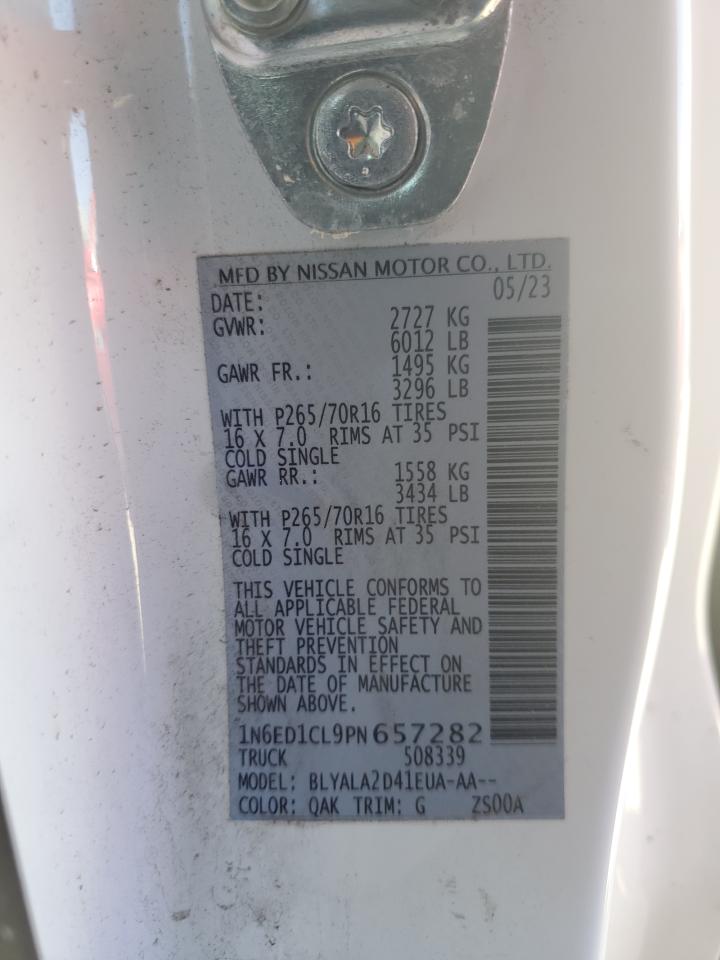 MFD BY NISSAN MOTOR CO., LTD.
DATE: 05/23
GVWR: 2727 KG
6012 LB
GAWR FR.: 1495 KG
3296 LB
WITH P265/70R16 TIRES
16 X 7.0 RIMS AT 35 PSI
COLD SINGLE
GAWR RR.: 1558 KG
3434 LB
WITH P265/70R16 TIRES
16 X 7.0 RIMS AT 35 PSI
COLD SINGLE
THIS VEHICLE CONFORMS TO
ALL APPLICABLE FEDERAL
MOTOR VEHICLE SAFETY AND
THEFT PREVENTION
STANDARDS IN EFFECT ON
THE DATE OF MANUFACTURE
SHOWN ABOVE.
1N6ED1CL9PN657282
TRUCK 508339
MODEL: BLYALA2D41EUA-AA--
COLOR: QAK TRIM: G ZS00A